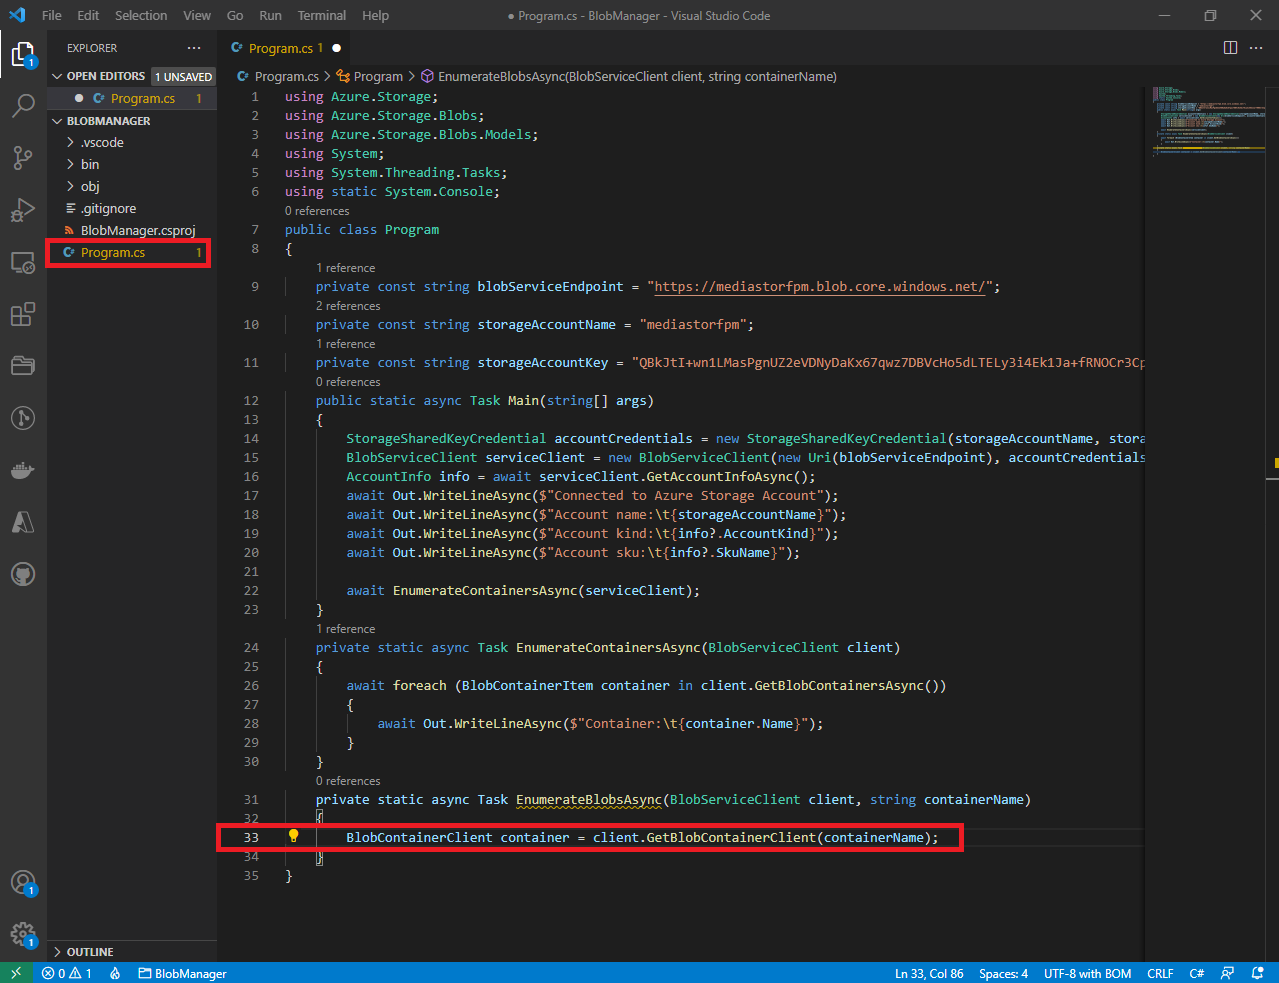 File Edit Selection View Go Run Terminal Help ● Program.cs - BlobManager - Visual Studio Code
EXPLORER ···
OPEN EDITORS 1 UNSAVED
Program.cs 1
BLOBMANAGER
.vscode
bin
obj
.gitignore
BlobManager.csproj
Program.cs 1
OUTLINE
1
1
1
Program.cs 1 ●
Program.cs > Program > EnumerateBlobsAsync(BlobServiceClient client, string containerName)
1 using Azure.Storage;
2 using Azure.Storage.Blobs;
3 using Azure.Storage.Blobs.Models;
4 using System;
5 using System.Threading.Tasks;
6 using static System.Console;
0 references
7 public class Program
8 {
1 reference
9 private const string blobServiceEndpoint = "https://mediastorfpm.blob.core.windows.net/";
2 references
10 private const string storageAccountName = "mediastorfpm";
1 reference
11 private const string storageAccountKey = "QBkJtI+wn1LMasPgnUZ2eVDNyDaKx67qwz7DBVcHo5dLTELy3i4Ek1Ja+fRNOCr3Cp
0 references
12 public static async Task Main(string[] args)
13 {
14 StorageSharedKeyCredential accountCredentials = new StorageSharedKeyCredential(storageAccountName, stora
15 BlobServiceClient serviceClient = new BlobServiceClient(new Uri(blobServiceEndpoint), accountCredentials
16 AccountInfo info = await serviceClient.GetAccountInfoAsync();
17 await Out.WriteLineAsync($"Connected to Azure Storage Account");
18 await Out.WriteLineAsync($"Account name:\t{storageAccountName}");
19 await Out.WriteLineAsync($"Account kind:\t{info?.AccountKind}");
20 await Out.WriteLineAsync($"Account sku:\t{info?.SkuName}");
21
22 await EnumerateContainersAsync(serviceClient);
23 }
1 reference
24 private static async Task EnumerateContainersAsync(BlobServiceClient client)
25 {
26 await foreach (BlobContainerItem container in client.GetBlobContainersAsync())
27 {
28 await Out.WriteLineAsync($"Container:\t{container.Name}");
29 }
30 }
0 references
31 private static async Task EnumerateBlobsAsync(BlobServiceClient client, string containerName)
32 {
33 BlobContainerClient container = client.GetBlobContainerClient(containerName);
34 }
35 }
0 1 BlobManager Ln 33, Col 86 Spaces: 4 UTF-8 with BOM CRLF C#